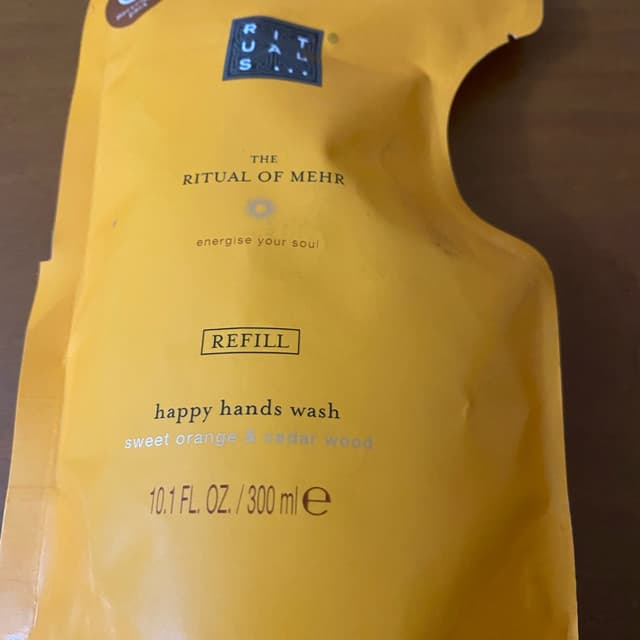 RIT
UAL
S...
THE
RITUAL OF MEHR
energise your soul
REFILL
happy hands wash
sweet orange & cedar wood
10.1 FL. OZ. / 300 ml ℮